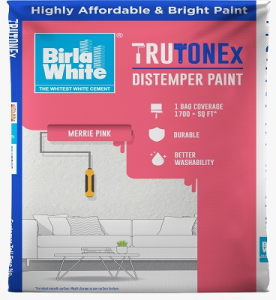 Highly Affordable & Bright Paint
TRUTONEX
Birla
White
®
THE WHITEST WHITE CEMENT
TRUTONEX
DISTEMPER PAINT
1 BAG COVERAGE
1700 + SQ FT*
DURABLE
BETTER
WASHABILITY
MERRIE PINK